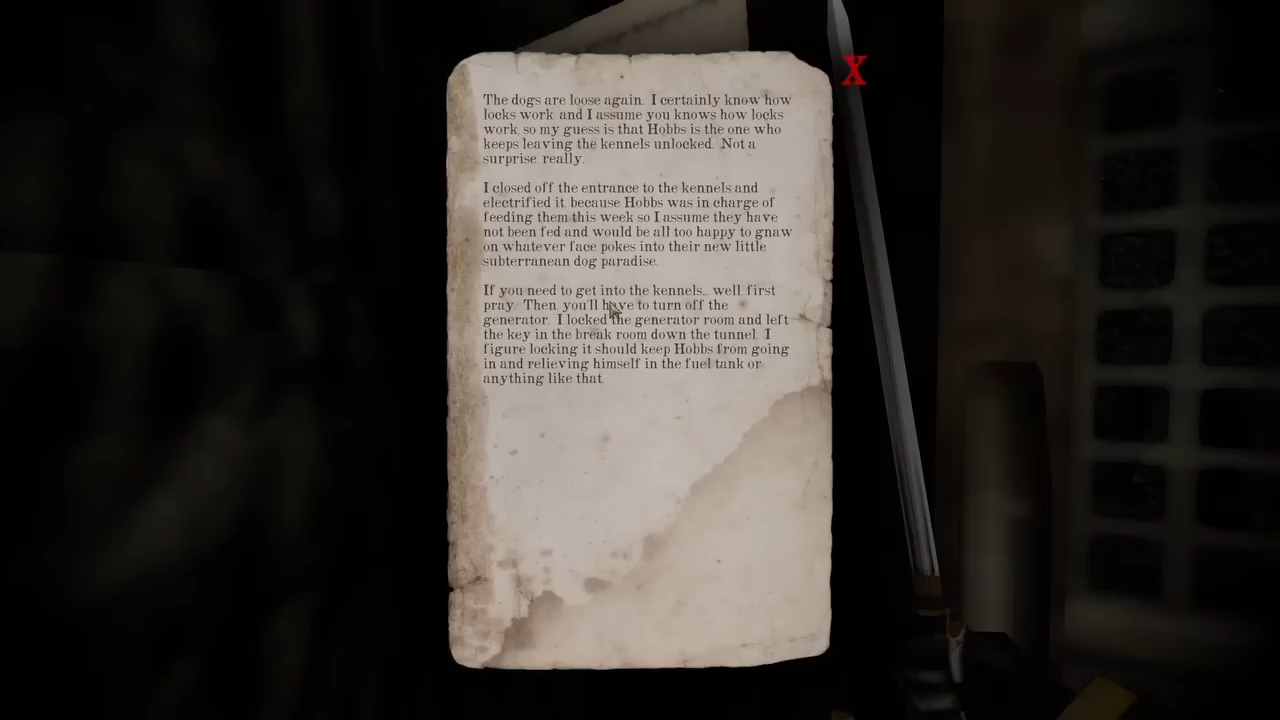 The dogs are loose again. I certainly know how
locks work, and I assume you knows how locks
work, so my guess is that Hobbs is the one who
keeps leaving the kennels unlocked. Not a
surprise, really.
I closed off the entrance to the kennels and
electrified it, because Hobbs was in charge of
feeding them this week so I assume they have
not been fed and would be all too happy to gnaw
on whatever face pokes into their new little
subterranean dog paradise.
If you need to get into the kennels... well, first
pray. Then, you'll have to turn off the
generator. I locked the generator room and left
the key in the break room down the tunnel. I
figure locking it should keep Hobbs from going
in and relieving himself in the fuel tank or
anything like that.
X